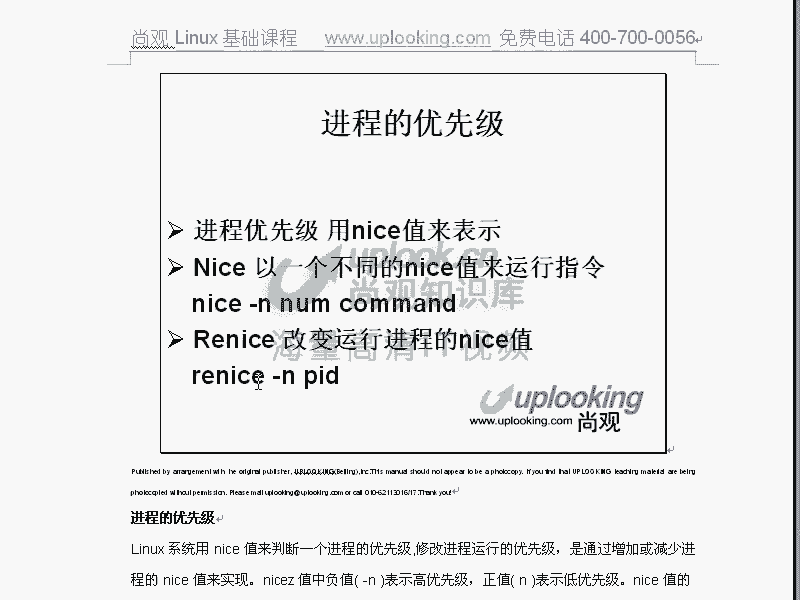 尚观 Linux 基础课程 www.uplooking.com 免费电话 400-700-0056
进程的优先级
➢ 进程优先级 用nice值来表示
➢ Nice 以一个不同的nice值来运行指令
nice -n num command
➢ Renice 改变运行进程的nice值
renice -n pid
uplook.cn
尚观知识库
海量高清IT视频
uplooking
www.uplooking.com 尚观
Published by arrangement with the original publisher, UPLOOKING(Beijing),Inc.This manual should not appear to be a photocopy. If you find that UPLOOKING teaching material are being
photocopied without permission. Please mail uplooking@uplooking.com or call 010-62113016/17.Thank you!
进程的优先级
Linux 系统用 nice 值来判断一个进程的优先级,修改进程运行的优先级，是通过增加或减少进
程的 nice 值来实现。nicez 值中负值( -n )表示高优先级，正值( n )表示低优先级。nice 值的